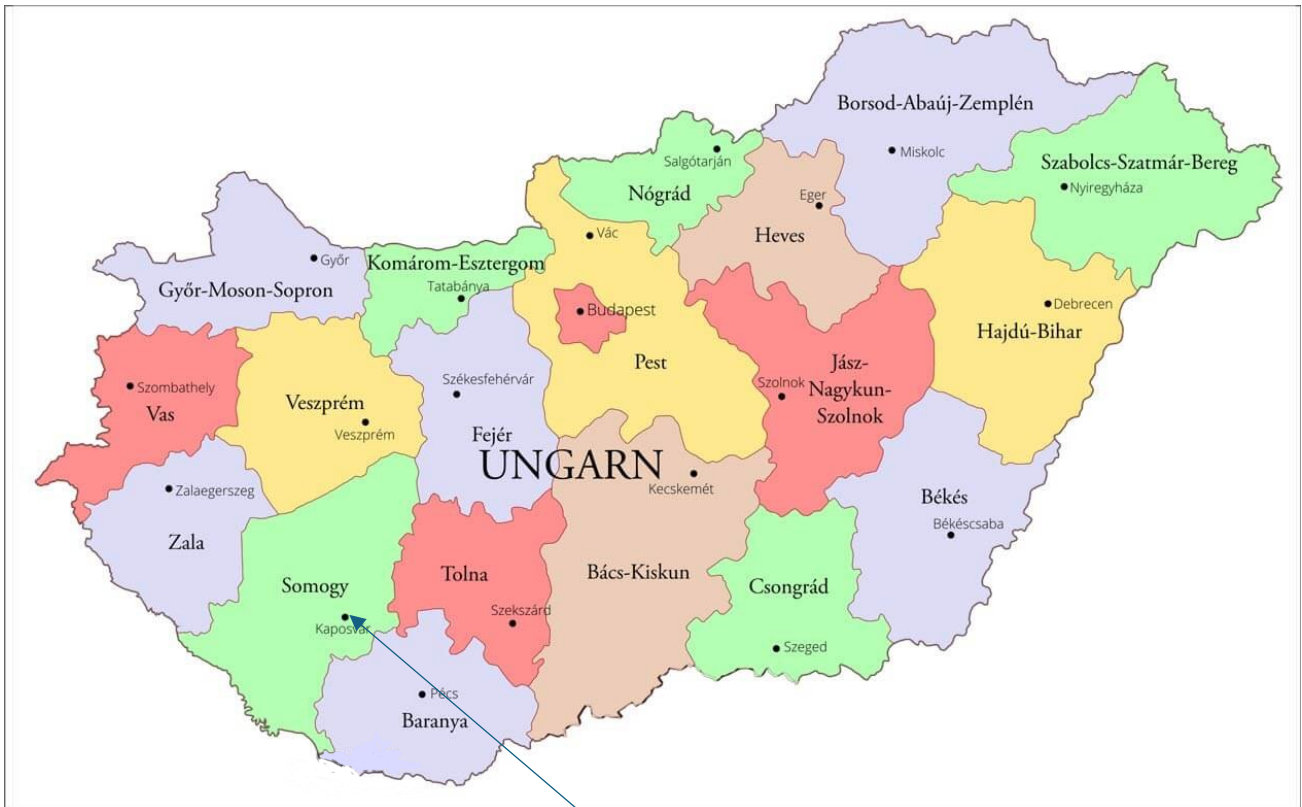 Borsod-Abaúj-Zemplén
Miskolc
Szabolcs-Szatmár-Bereg
Nyiregyháza
Salgótarján
Nógrád
Eger
Heves
Vác
Győr
Győr-Moson-Sopron
Komárom-Esztergom
Tatabánya
Budapest
Pest
Debrecen
Hajdú-Bihar
Jász-
Nagykun-
Szolnok
Szolnok
Szombathely
Vas
Veszprém
Veszprém
Székesfehérvár
Fejér
UNGARN
Kecskemét
Zalaegerszeg
Zala
Békés
Békéscsaba
Somogy
Kaposvár
Tolna
Szekszárd
Bács-Kiskun
Csongrád
Szeged
Pécs
Baranya